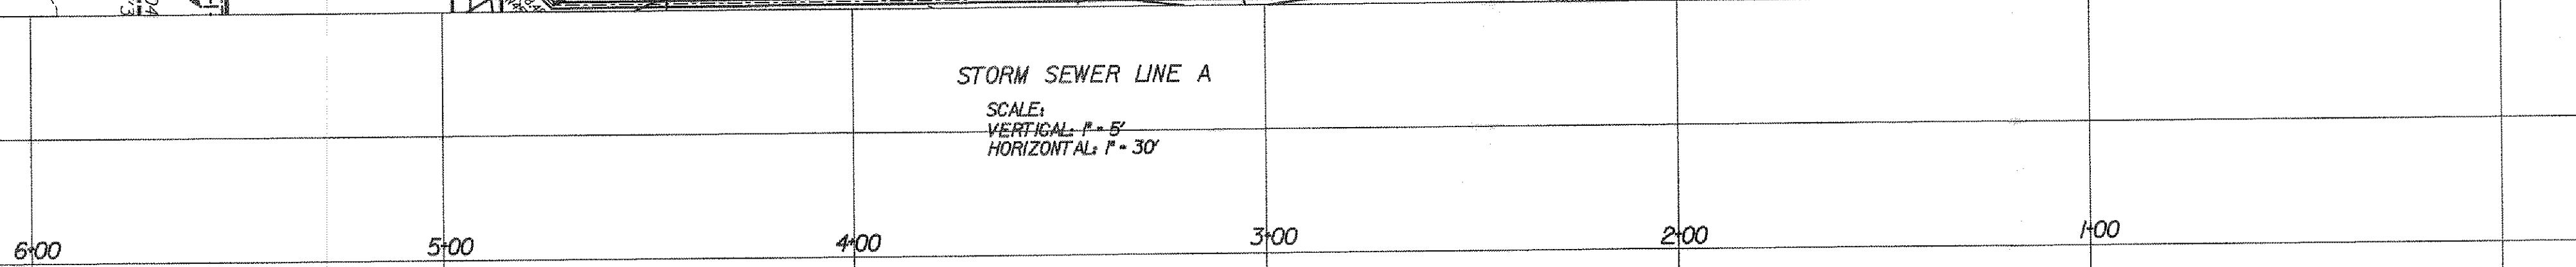 STORM SEWER LINE A
SCALE:
VERTICAL: 1" = 5'
HORIZONTAL: 1" = 30'
6+00 5+00 4+00 3+00 2+00 1+00